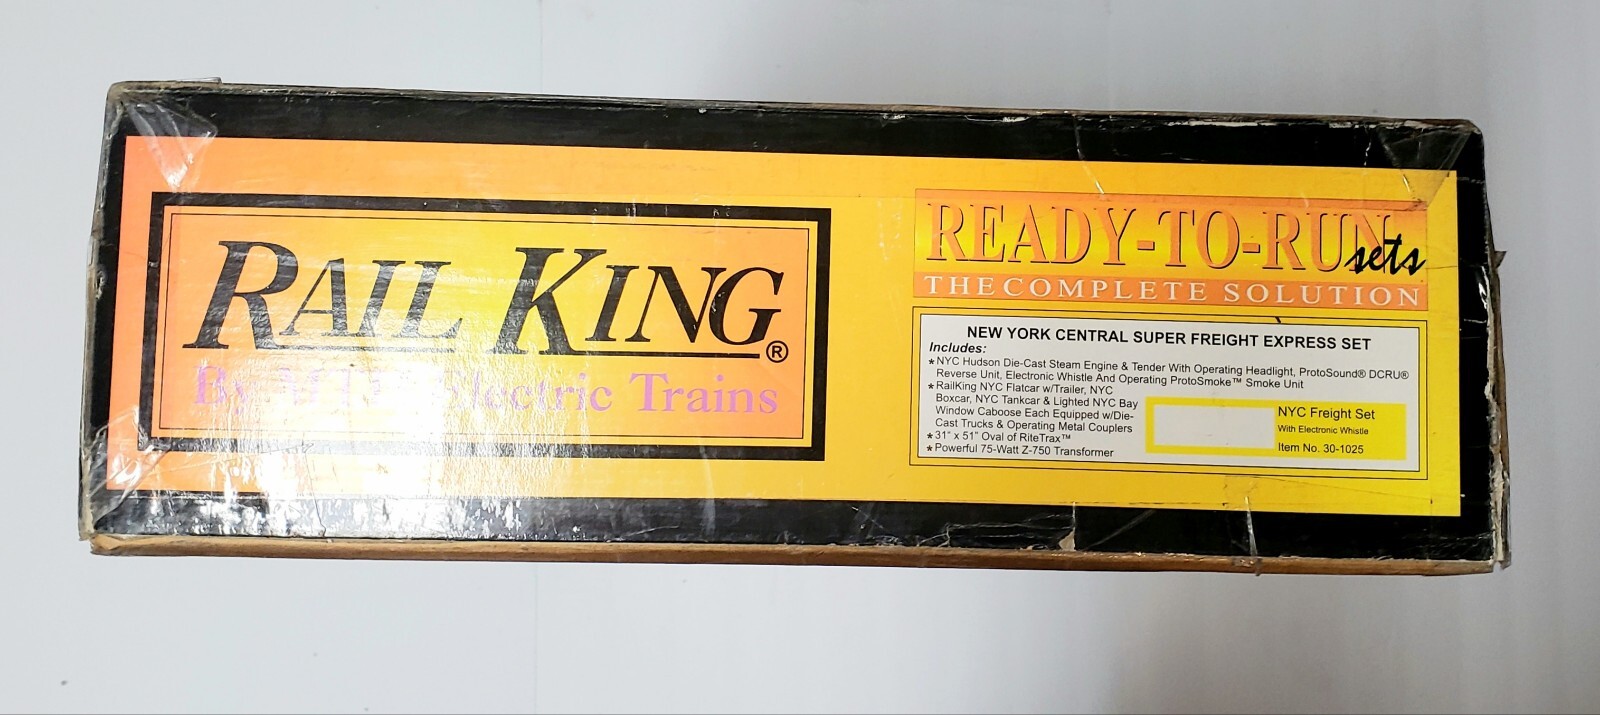 RAIL KING®
By MTH Electric Trains
READY-TO-RUN
sets
THE COMPLETE SOLUTION
NEW YORK CENTRAL SUPER FREIGHT EXPRESS SET
Includes:
* NYC Hudson Die-Cast Steam Engine & Tender With Operating Headlight, ProtoSound® DCRU®
Reverse Unit, Electronic Whistle And Operating ProtoSmoke™ Smoke Unit
* RailKing NYC Flatcar w/Trailer, NYC
Boxcar, NYC Tankcar & Lighted NYC Bay
Window Caboose Each Equipped w/Die-
Cast Trucks & Operating Metal Couplers
* 31" x 51" Oval of RiteTrax™
* Powerful 75-Watt Z-750 Transformer
NYC Freight Set
With Electronic Whistle
Item No. 30-1025